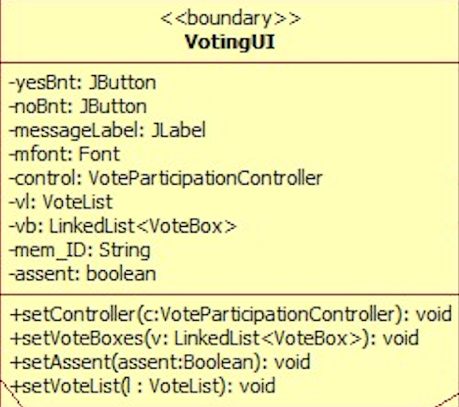 <<boundary>>
VotingUI
-yesBnt: JButton
-noBnt: JButton
-messageLabel: JLabel
-mfont: Font
-control: VoteParticipationController
-vl: VoteList
-vb: LinkedList<VoteBox>
-mem_ID: String
-assent: boolean
+setController(c:VoteParticipationController): void
+setVoteBoxes(v: LinkedList<VoteBox>): void
+setAssent(assent:Boolean): void
+setVoteList(l : VoteList): void